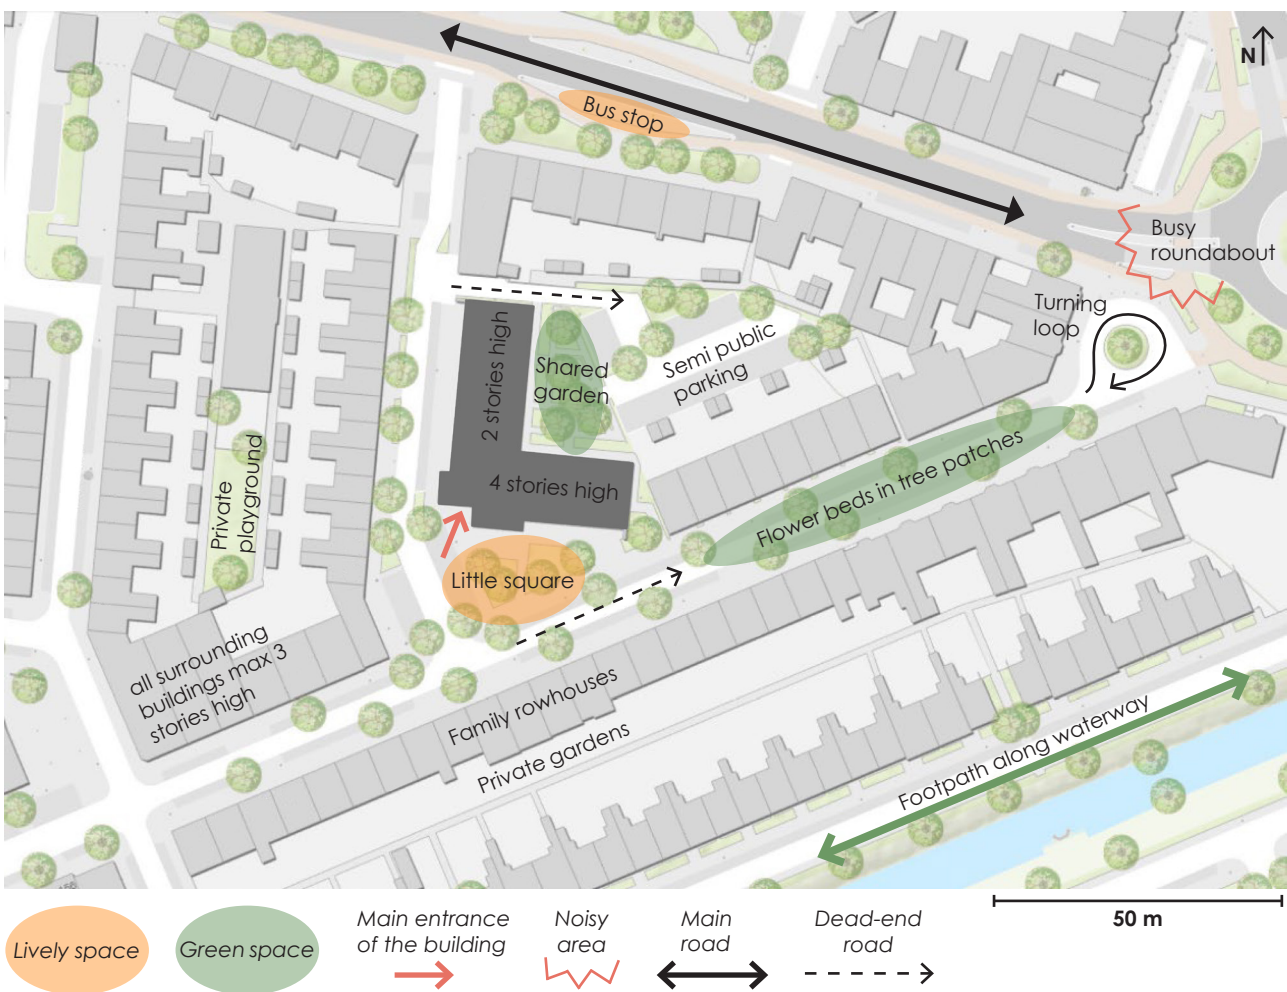 N
Bus stop
Busy
roundabout
Turning
loop
2 stories high
Shared
garden
Semi public
parking
4 stories high
Private
playground
Flower beds in tree patches
Little square
all surrounding
buildings max 3
stories high
Family rowhouses
Private gardens
Footpath along waterway
50 m
Lively space
Green space
Main entrance
of the building
Noisy
area
Main
road
Dead-end
road